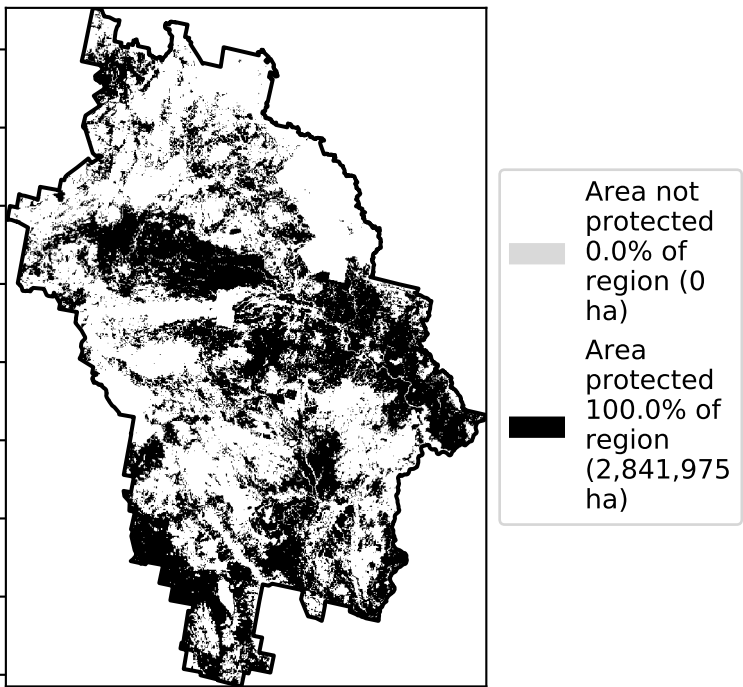 Area not
protected
0.0% of
region (0
ha)
Area
protected
100.0% of
region
(2,841,975
ha)